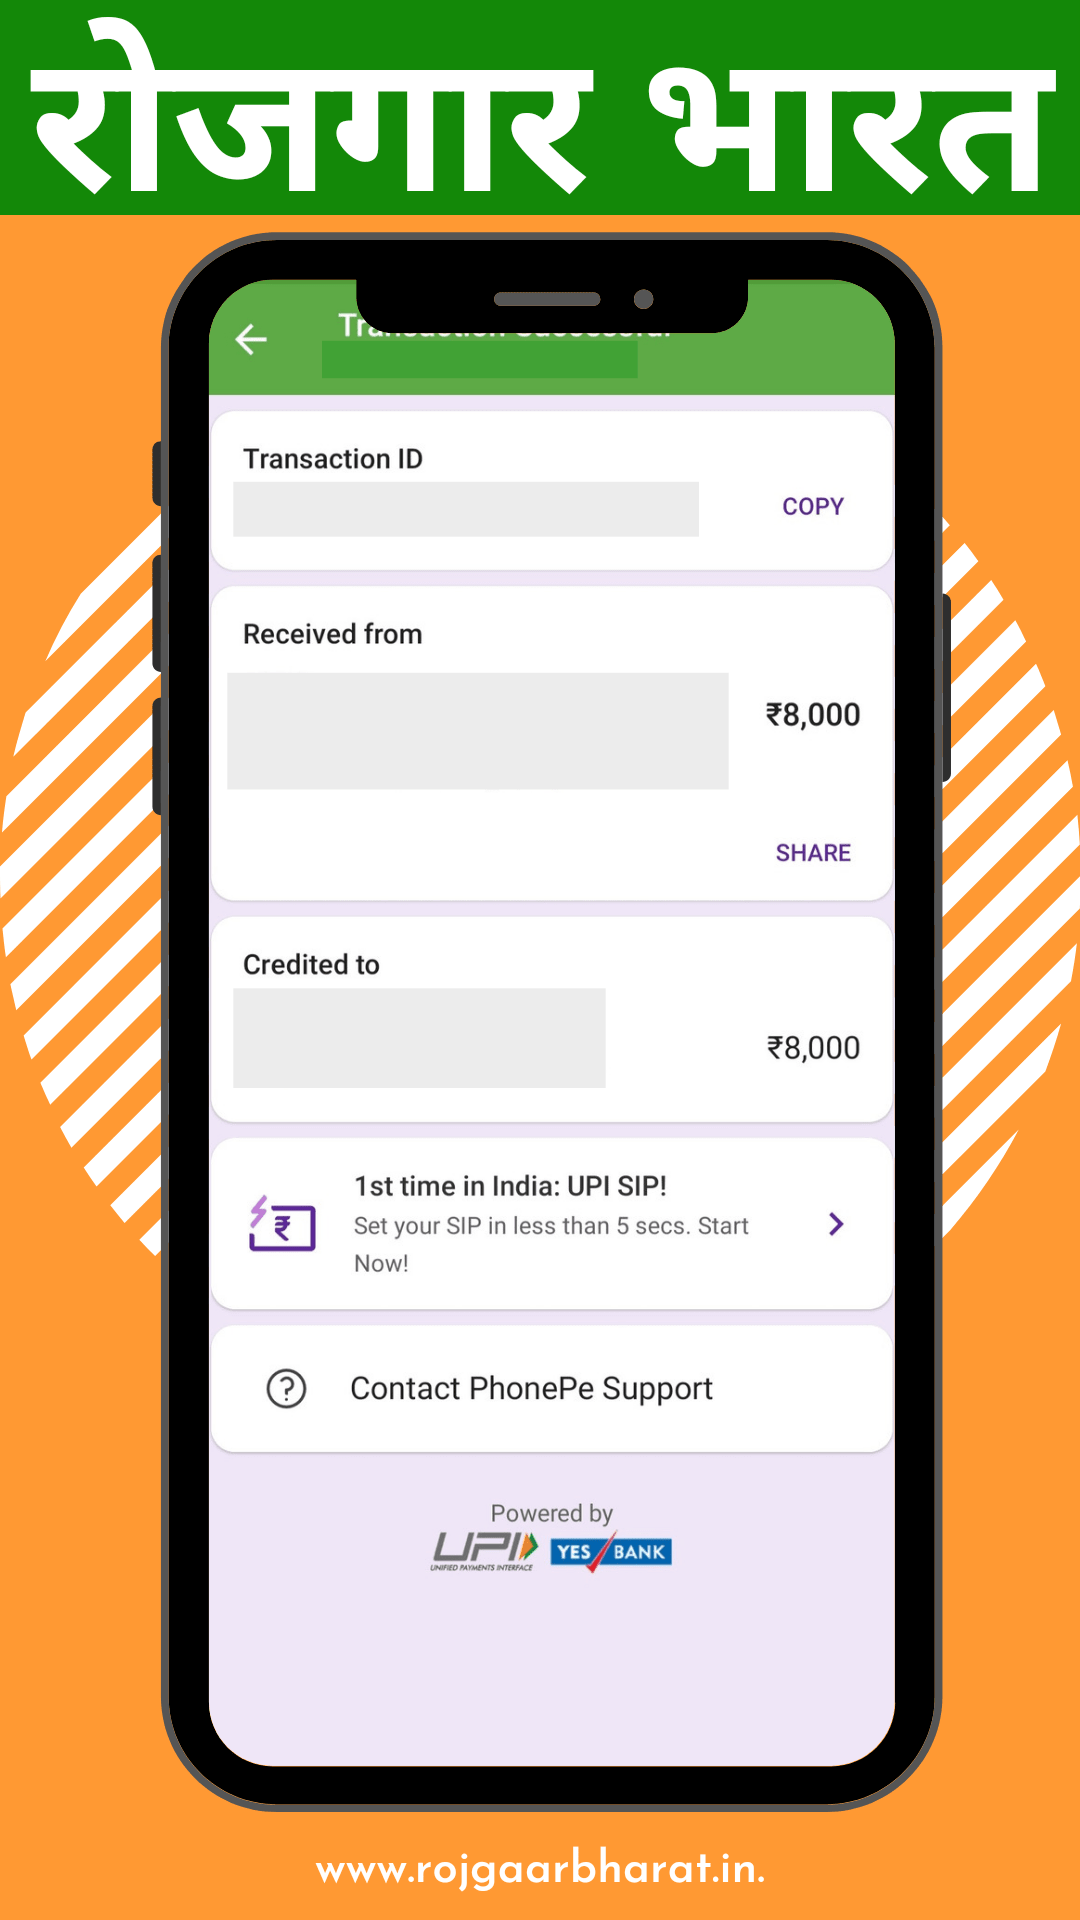 रोजगार भारत
Transaction Successful
Transaction ID
COPY
Received from
₹8,000
SHARE
Credited to
₹8,000
1st time in India: UPI SIP!
Set your SIP in less than 5 secs. Start
Now!
Contact PhonePe Support
Powered by
UPI
UNIFIED PAYMENTS INTERFACE
YES BANK
www.rojgaarbharat.in.